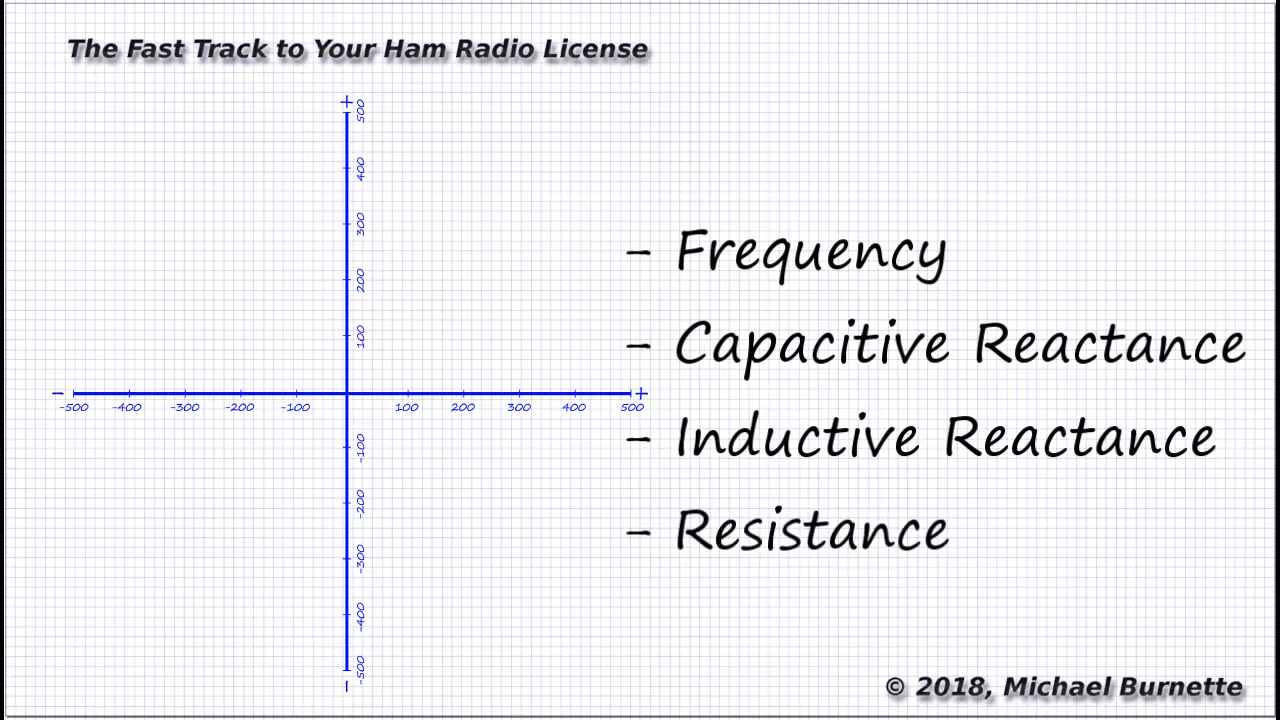 The Fast Track to Your Ham Radio License
+
500
400
300
200
100
- -500 -400 -300 -200 -100 100 200 300 400 500 +
-100
-200
-300
-400
-500
-
- Frequency
- Capacitive Reactance
- Inductive Reactance
- Resistance
© 2018, Michael Burnette